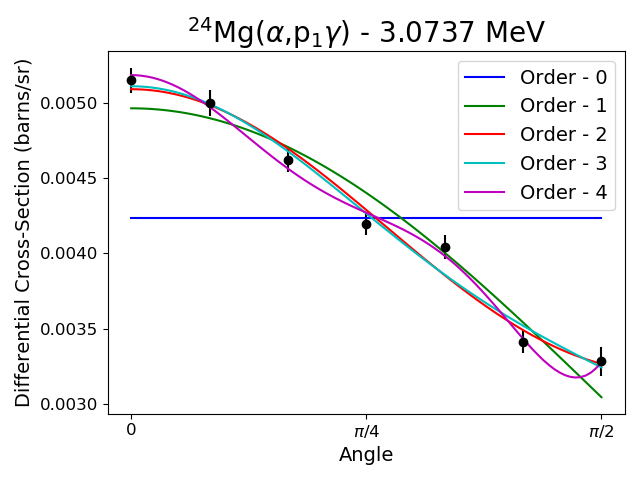 ²⁴Mg(α,p₁γ) - 3.0737 MeV
Differential Cross-Section (barns/sr)
0.0050
0.0045
0.0040
0.0035
0.0030
Order - 0
Order - 1
Order - 2
Order - 3
Order - 4
0
π/4
π/2
Angle